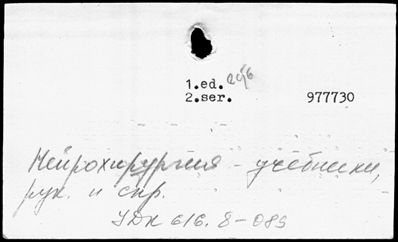 1.ed.
2.ser. 977730
Нейрохирургия - учебники,
рук. и спр.
УДК 616.8-089